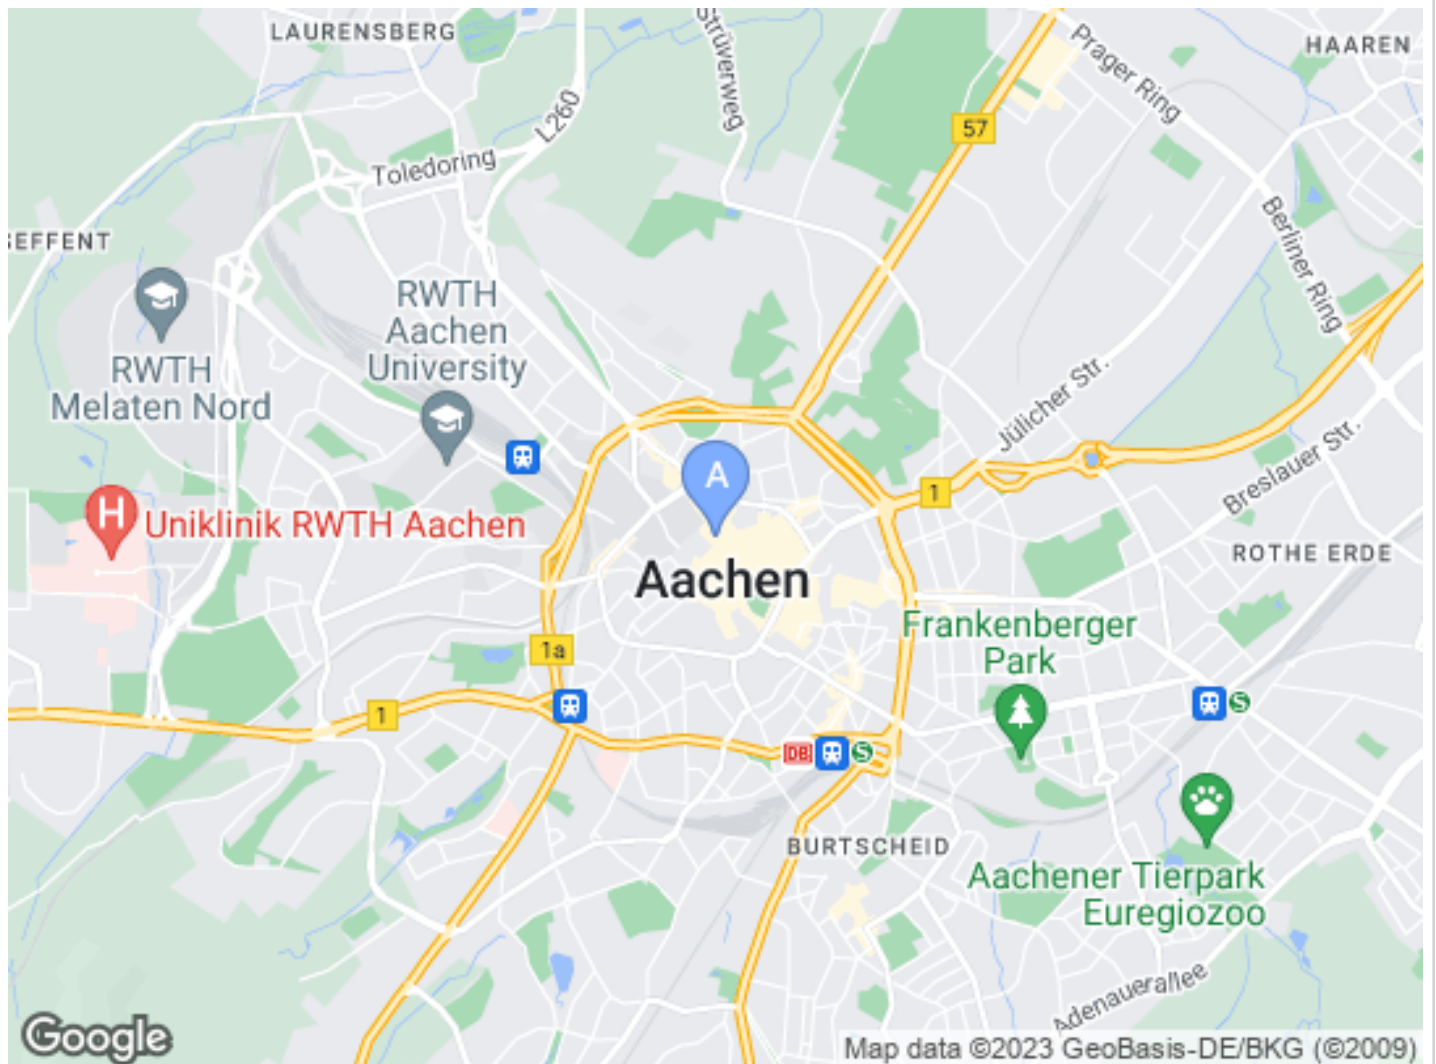 LAURENSBERG
Strüverweg
HAAREN
Prager Ring
L260
57
Toledoring
Berliner Ring
SEFFENT
RWTH
Aachen
University
RWTH
Melaten Nord
Jülicher Str.
A
1
Breslauer Str.
H
Uniklinik RWTH Aachen
ROTHE ERDE
Aachen
Frankenberger
Park
1a
1
S
DB
S
BURTSCHEID
Aachener Tierpark
Euregiozoo
Adenauerallee
Google
Map data ©2023 GeoBasis-DE/BKG (©2009)